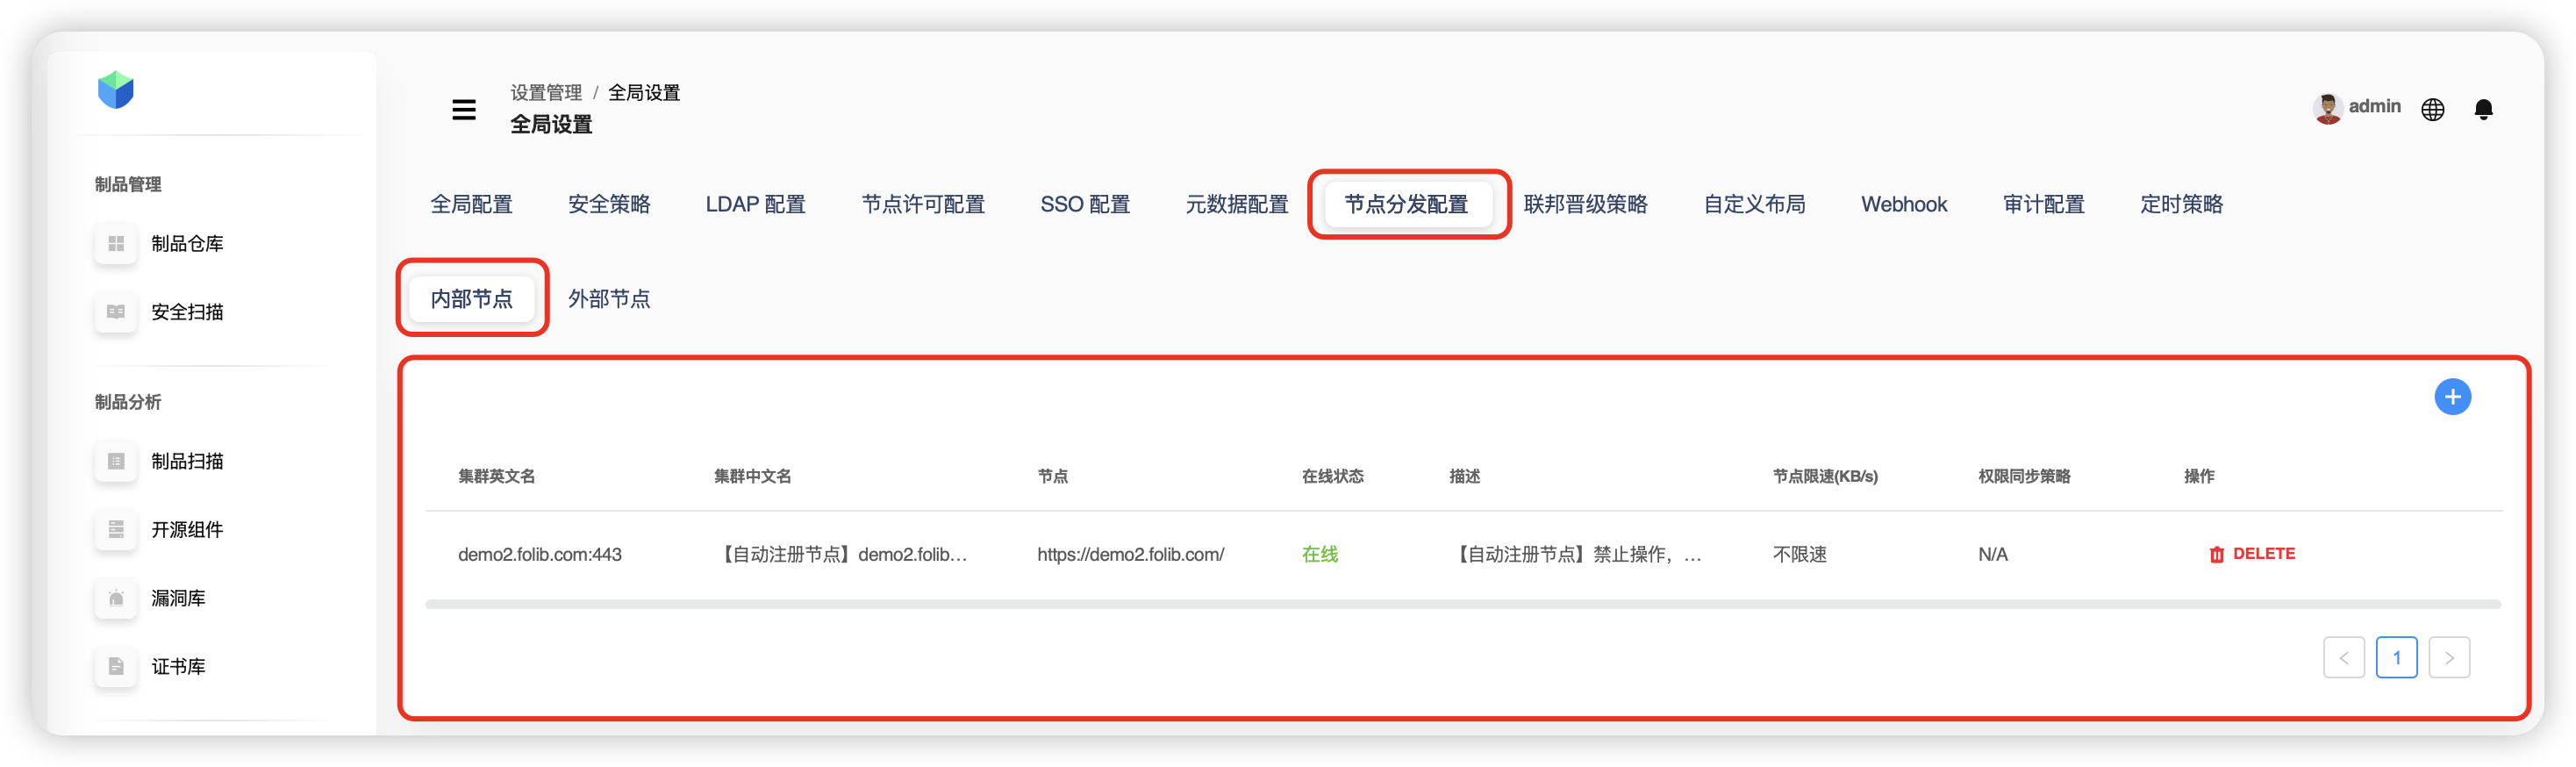 设置管理 / 全局设置
全局设置
admin
制品管理
制品仓库
安全扫描
制品分析
制品扫描
开源组件
漏洞库
证书库
全局配置 安全策略 LDAP 配置 节点许可配置 SSO 配置 元数据配置 节点分发配置 联邦晋级策略 自定义布局 Webhook 审计配置 定时策略
内部节点 外部节点
集群英文名 集群中文名 节点 在线状态 描述 节点限速(KB/s) 权限同步策略 操作
demo2.folib.com:443 【自动注册节点】demo2.folib… https://demo2.folib.com/ 在线 【自动注册节点】禁止操作，… 不限速 N/A DELETE
< 1 >